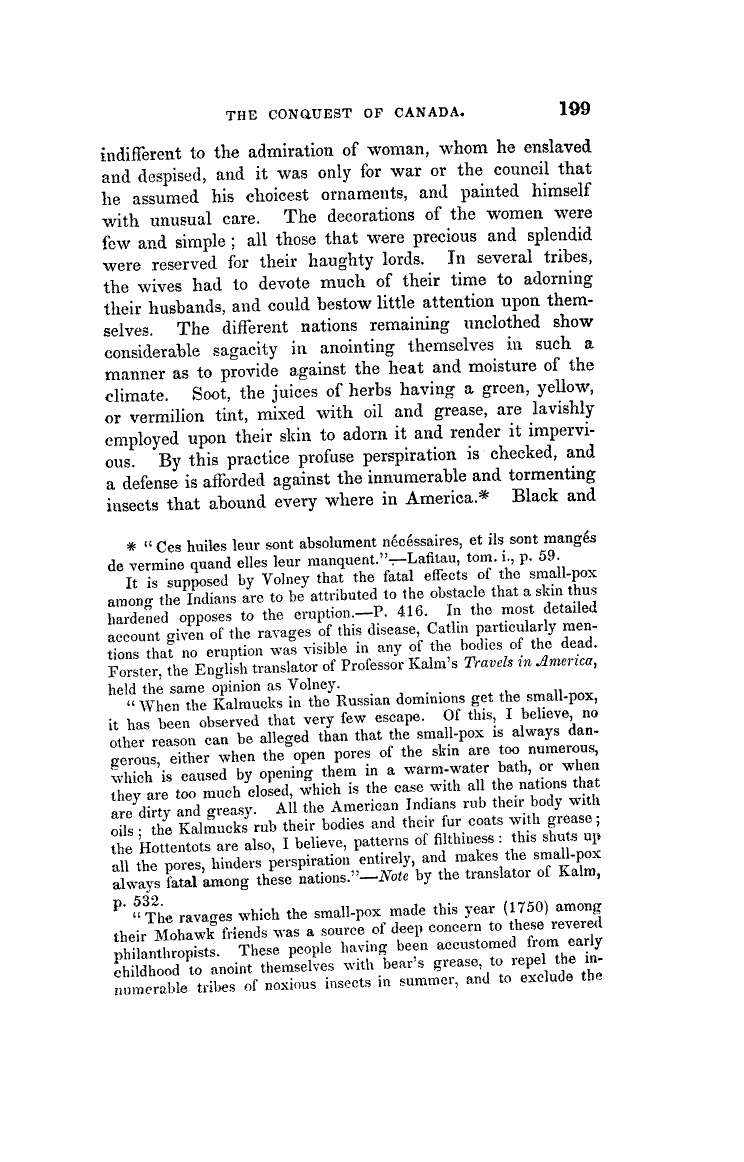 THE CONQUEST OF CANADA. 199
indifferent to the admiration of woman, whom he enslaved
and despised, and it was only for war or the council that
he assumed his choicest ornaments, and painted himself
with unusual care. The decorations of the women were
few and simple ; all those that were precious and splendid
were reserved for their haughty lords. In several tribes,
the wives had to devote much of their time to adorning
their husbands, and could bestow little attention upon them-
selves. The different nations remaining unclothed show
considerable sagacity in anointing themselves in such a
manner as to provide against the heat and moisture of the
climate. Soot, the juices of herbs having a green, yellow,
or vermilion tint, mixed with oil and grease, are lavishly
employed upon their skin to adorn it and render it impervi-
ous. By this practice profuse perspiration is checked, and
a defense is afforded against the innumerable and tormenting
insects that abound every where in America.* Black and
* " Ces huiles leur sont absolument nécéssaires, et ils sont mangés
de vermine quand elles leur manquent."—Lafitau, tom. i., p. 59.
It is supposed by Volney that the fatal effects of the small-pox
among the Indians are to be attributed to the obstacle that a skin thus
hardened opposes to the eruption.—P. 416. In the most detailed
account given of the ravages of this disease, Catlin particularly men-
tions that no eruption was visible in any of the bodies of the dead.
Forster, the English translator of Professor Kalm's Travels in America,
held the same opinion as Volney.
" When the Kalmucks in the Russian dominions get the small-pox,
it has been observed that very few escape. Of this, I believe, no
other reason can be alleged than that the small-pox is always dan-
gerous, either when the open pores of the skin are too numerous,
which is caused by opening them in a warm-water bath, or when
they are too much closed, which is the case with all the nations that
are dirty and greasy. All the American Indians rub their body with
oils ; the Kalmucks rub their bodies and their fur coats with grease ;
the Hottentots are also, I believe, patterns of filthiness : this shuts up
all the pores, hinders perspiration entirely, and makes the small-pox
always fatal among these nations."—Note by the translator of Kalm,
p. 532.
" The ravages which the small-pox made this year (1750) among
their Mohawk friends was a source of deep concern to these revered
philanthropists. These people having been accustomed from early
childhood to anoint themselves with bear's grease, to repel the in-
numerable tribes of noxious insects in summer, and to exclude the